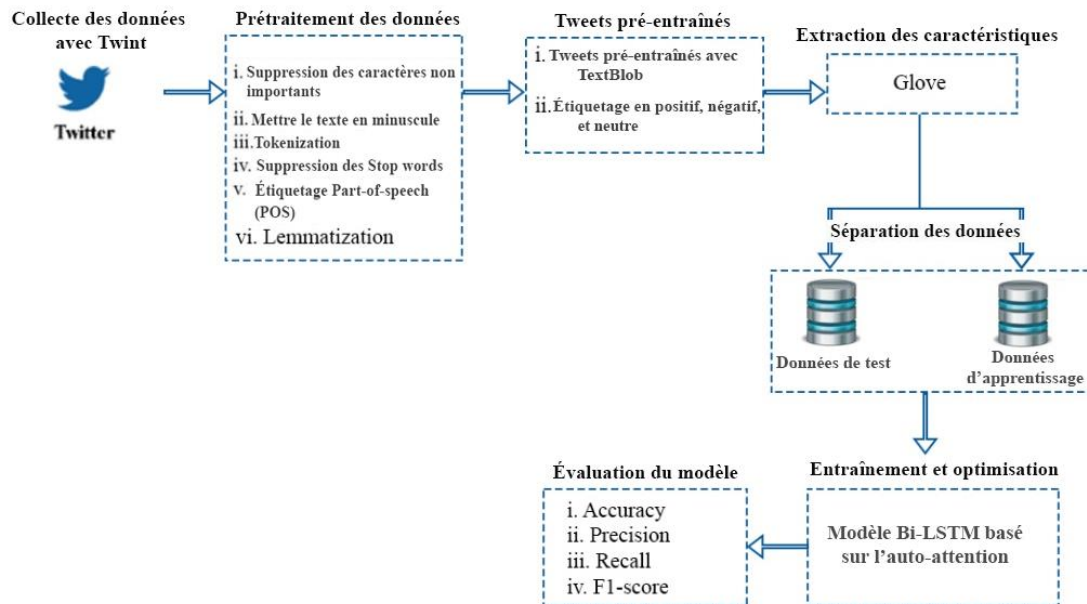 Collecte des données
avec Twint
Twitter
Prétraitement des données
i. Suppression des caractères non
importants
ii. Mettre le texte en minuscule
iii. Tokenization
iv. Suppression des Stop words
v. Étiquetage Part-of-speech
(POS)
vi. Lemmatization
Tweets pré-entraînés
i. Tweets pré-entraînés avec
TextBlob
ii. Étiquetage en positif, négatif,
et neutre
Extraction des caractéristiques
Glove
Séparation des données
Données de test
Données
d'apprentissage
Entraînement et optimisation
Modèle Bi-LSTM basé
sur l'auto-attention
Évaluation du modèle
i. Accuracy
ii. Precision
iii. Recall
iv. F1-score